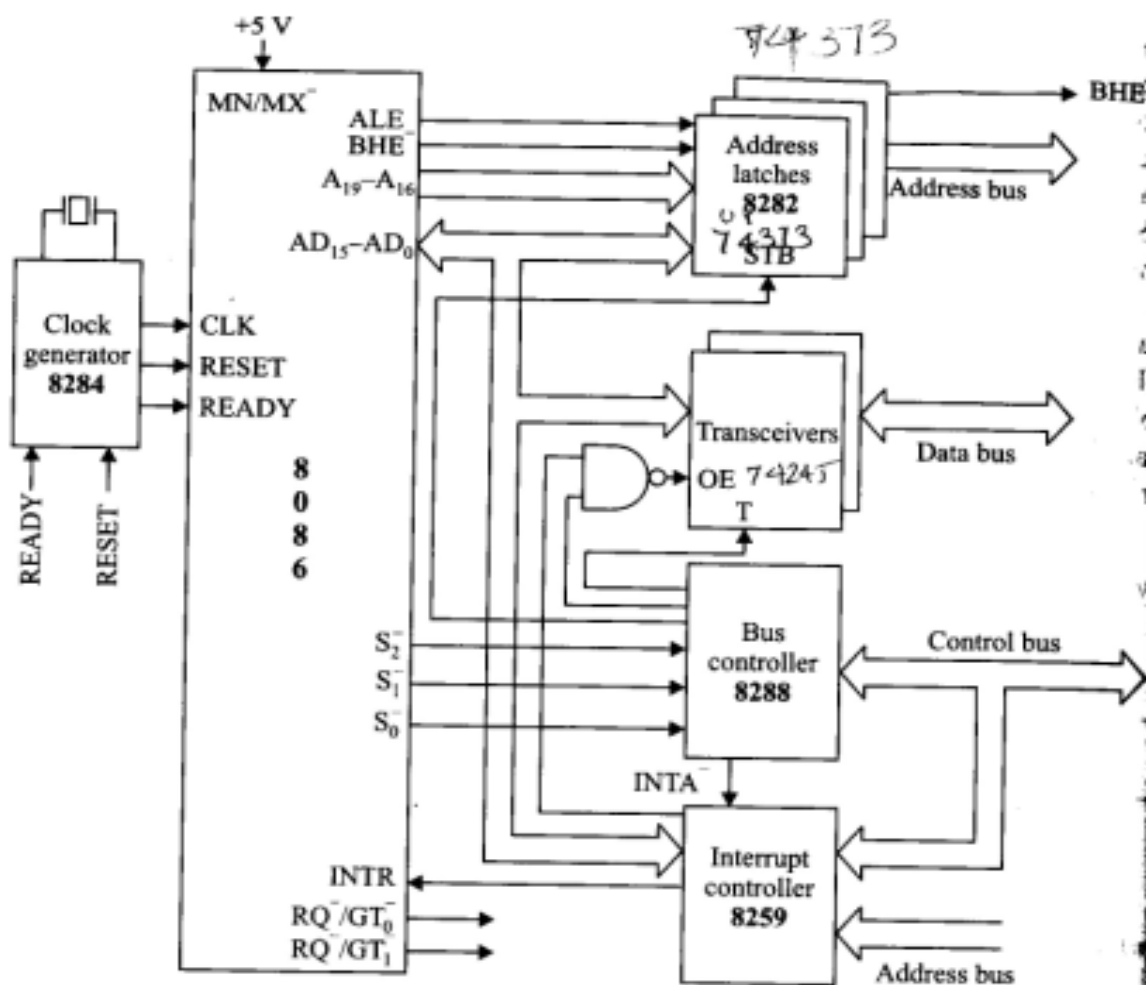 +5 V
74373
MN/MX‾
ALE
BHE‾
A19–A16
AD15–AD0
Address
latches
8282
or
74373
STB
BHE
Address bus
Clock
generator
8284
CLK
RESET
READY
READY
RESET
8
0
8
6
Transceivers
OE 74245
T
Data bus
S2‾
S1‾
S0‾
Bus
controller
8288
Control bus
INTA‾
Interrupt
controller
8259
INTR
RQ‾/GT0‾
RQ‾/GT1‾
Address bus